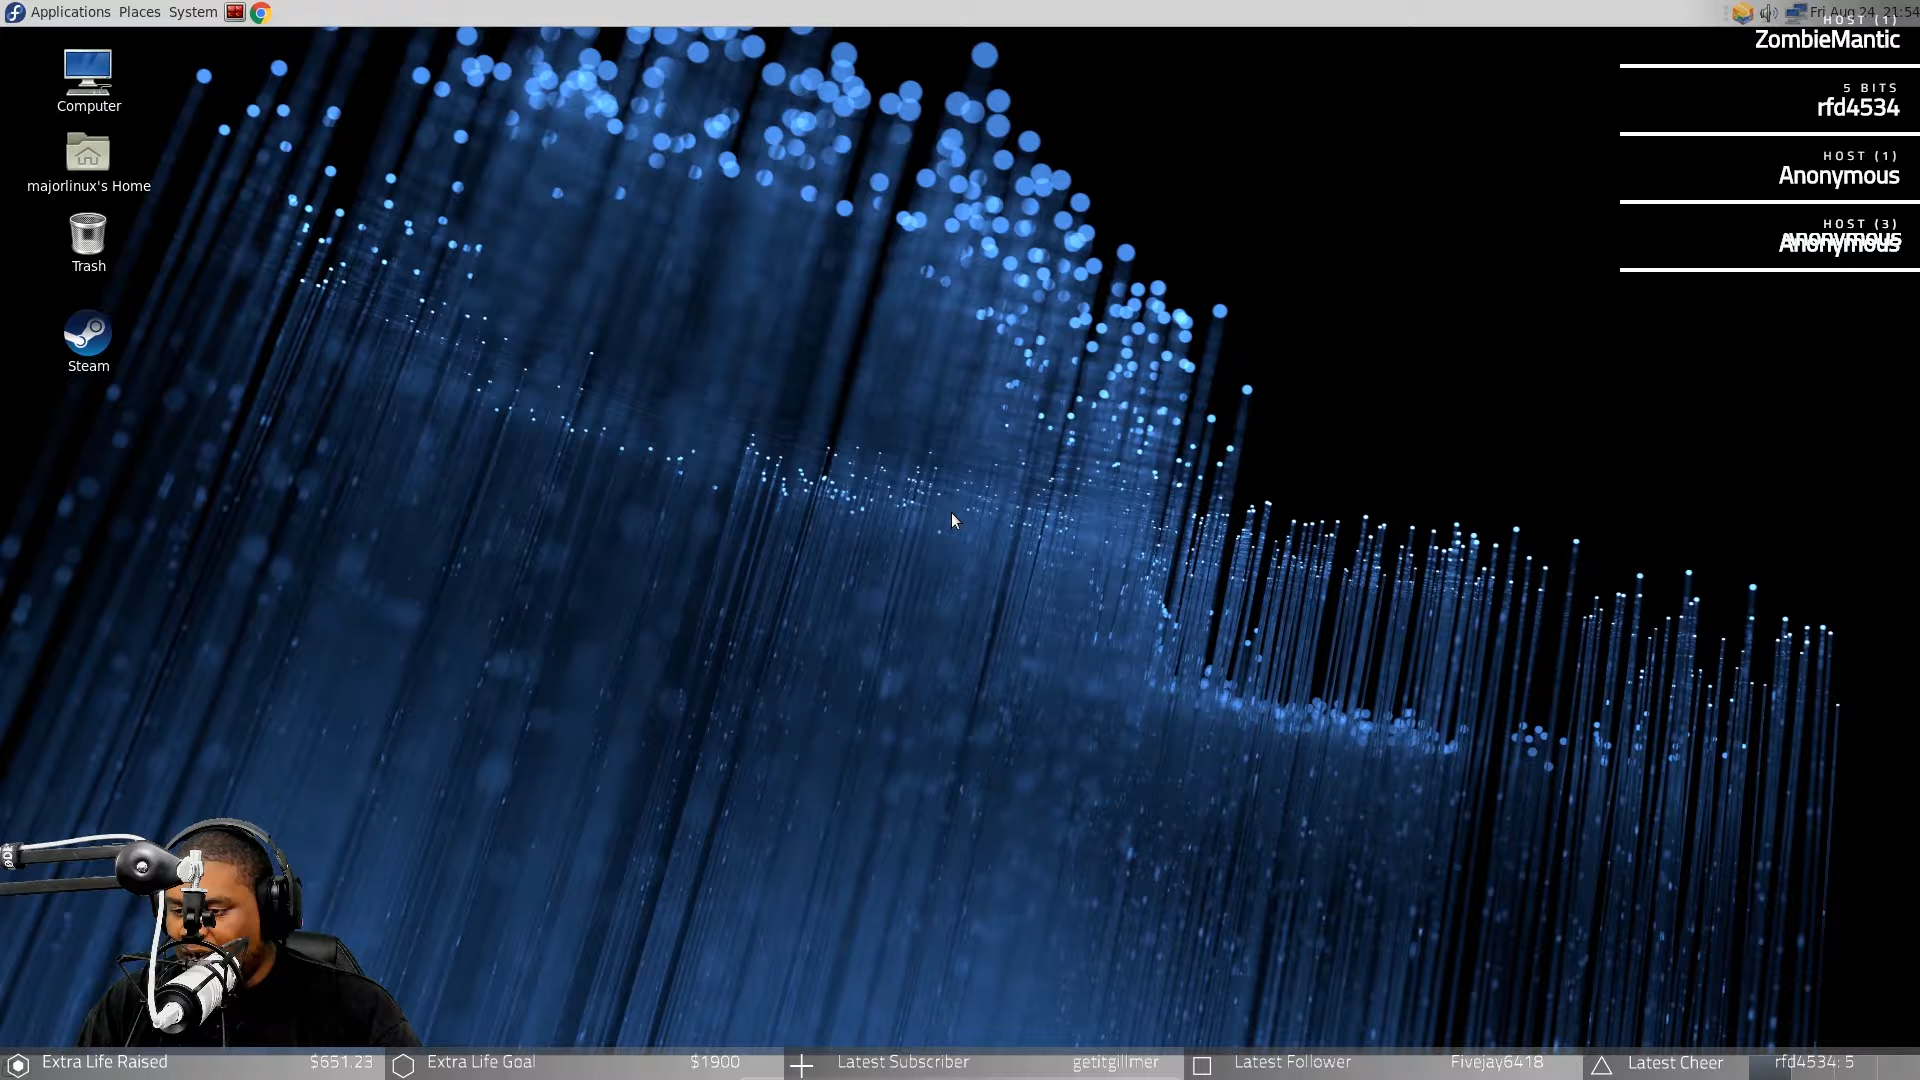 Applications Places System
Fri Aug 24, 21:54
HOST (1)
ZombieMantic
5 BITS
rfd4534
HOST (1)
Anonymous
HOST (3)
Anonymous
Computer
majorlinux's Home
Trash
Steam
Extra Life Raised $651.23 Extra Life Goal $1900 Latest Subscriber getitgillmer Latest Follower Fivejay6418 Latest Cheer rfd4534: 5